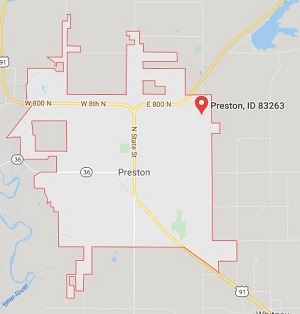 91
Preston, ID 83263
W 800 N
W 8th N
E 800 N
N State St
36
36
Preston
Bear River
91
Whitney